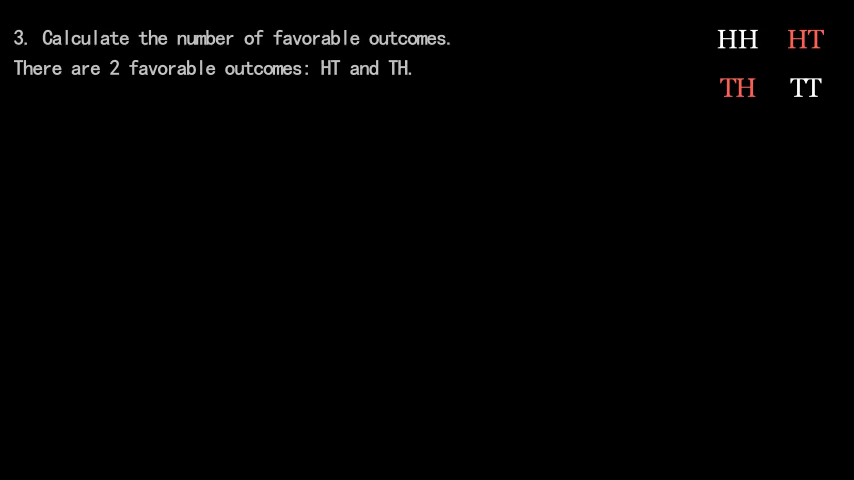 3. Calculate the number of favorable outcomes.
There are 2 favorable outcomes: HT and TH.
HH HT
TH TT